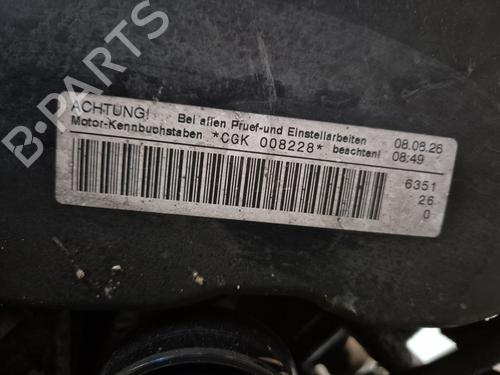 ACHTUNG! Bei allen Pruef-und Einstellarbeiten 08.08.26
Motor-Kennbuchstaben *CGK 008228* beachten! 08:49
6351
26
0
B-PARTS